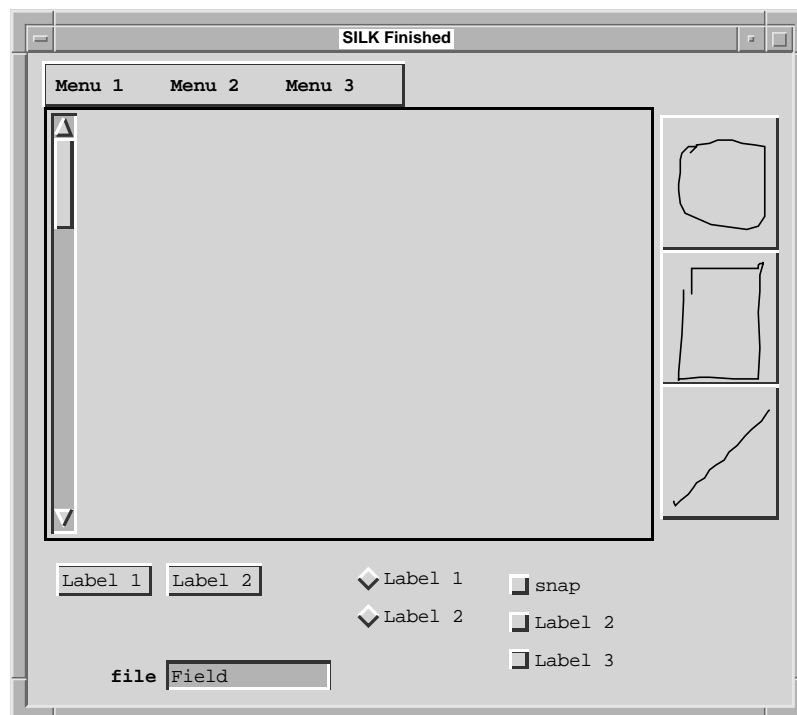 SILK Finished
Menu 1 Menu 2 Menu 3
Label 1 Label 2
Label 1
Label 2
snap
Label 2
Label 3
file Field